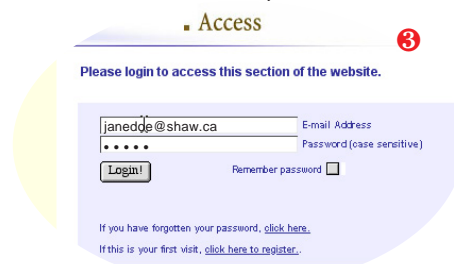 Access
3
Please login to access this section of the website.
janedoe@shaw.ca E-mail Address
••••• Password (case sensitive)
Login! Remember password
If you have forgotten your password, click here.
If this is your first visit, click here to register..